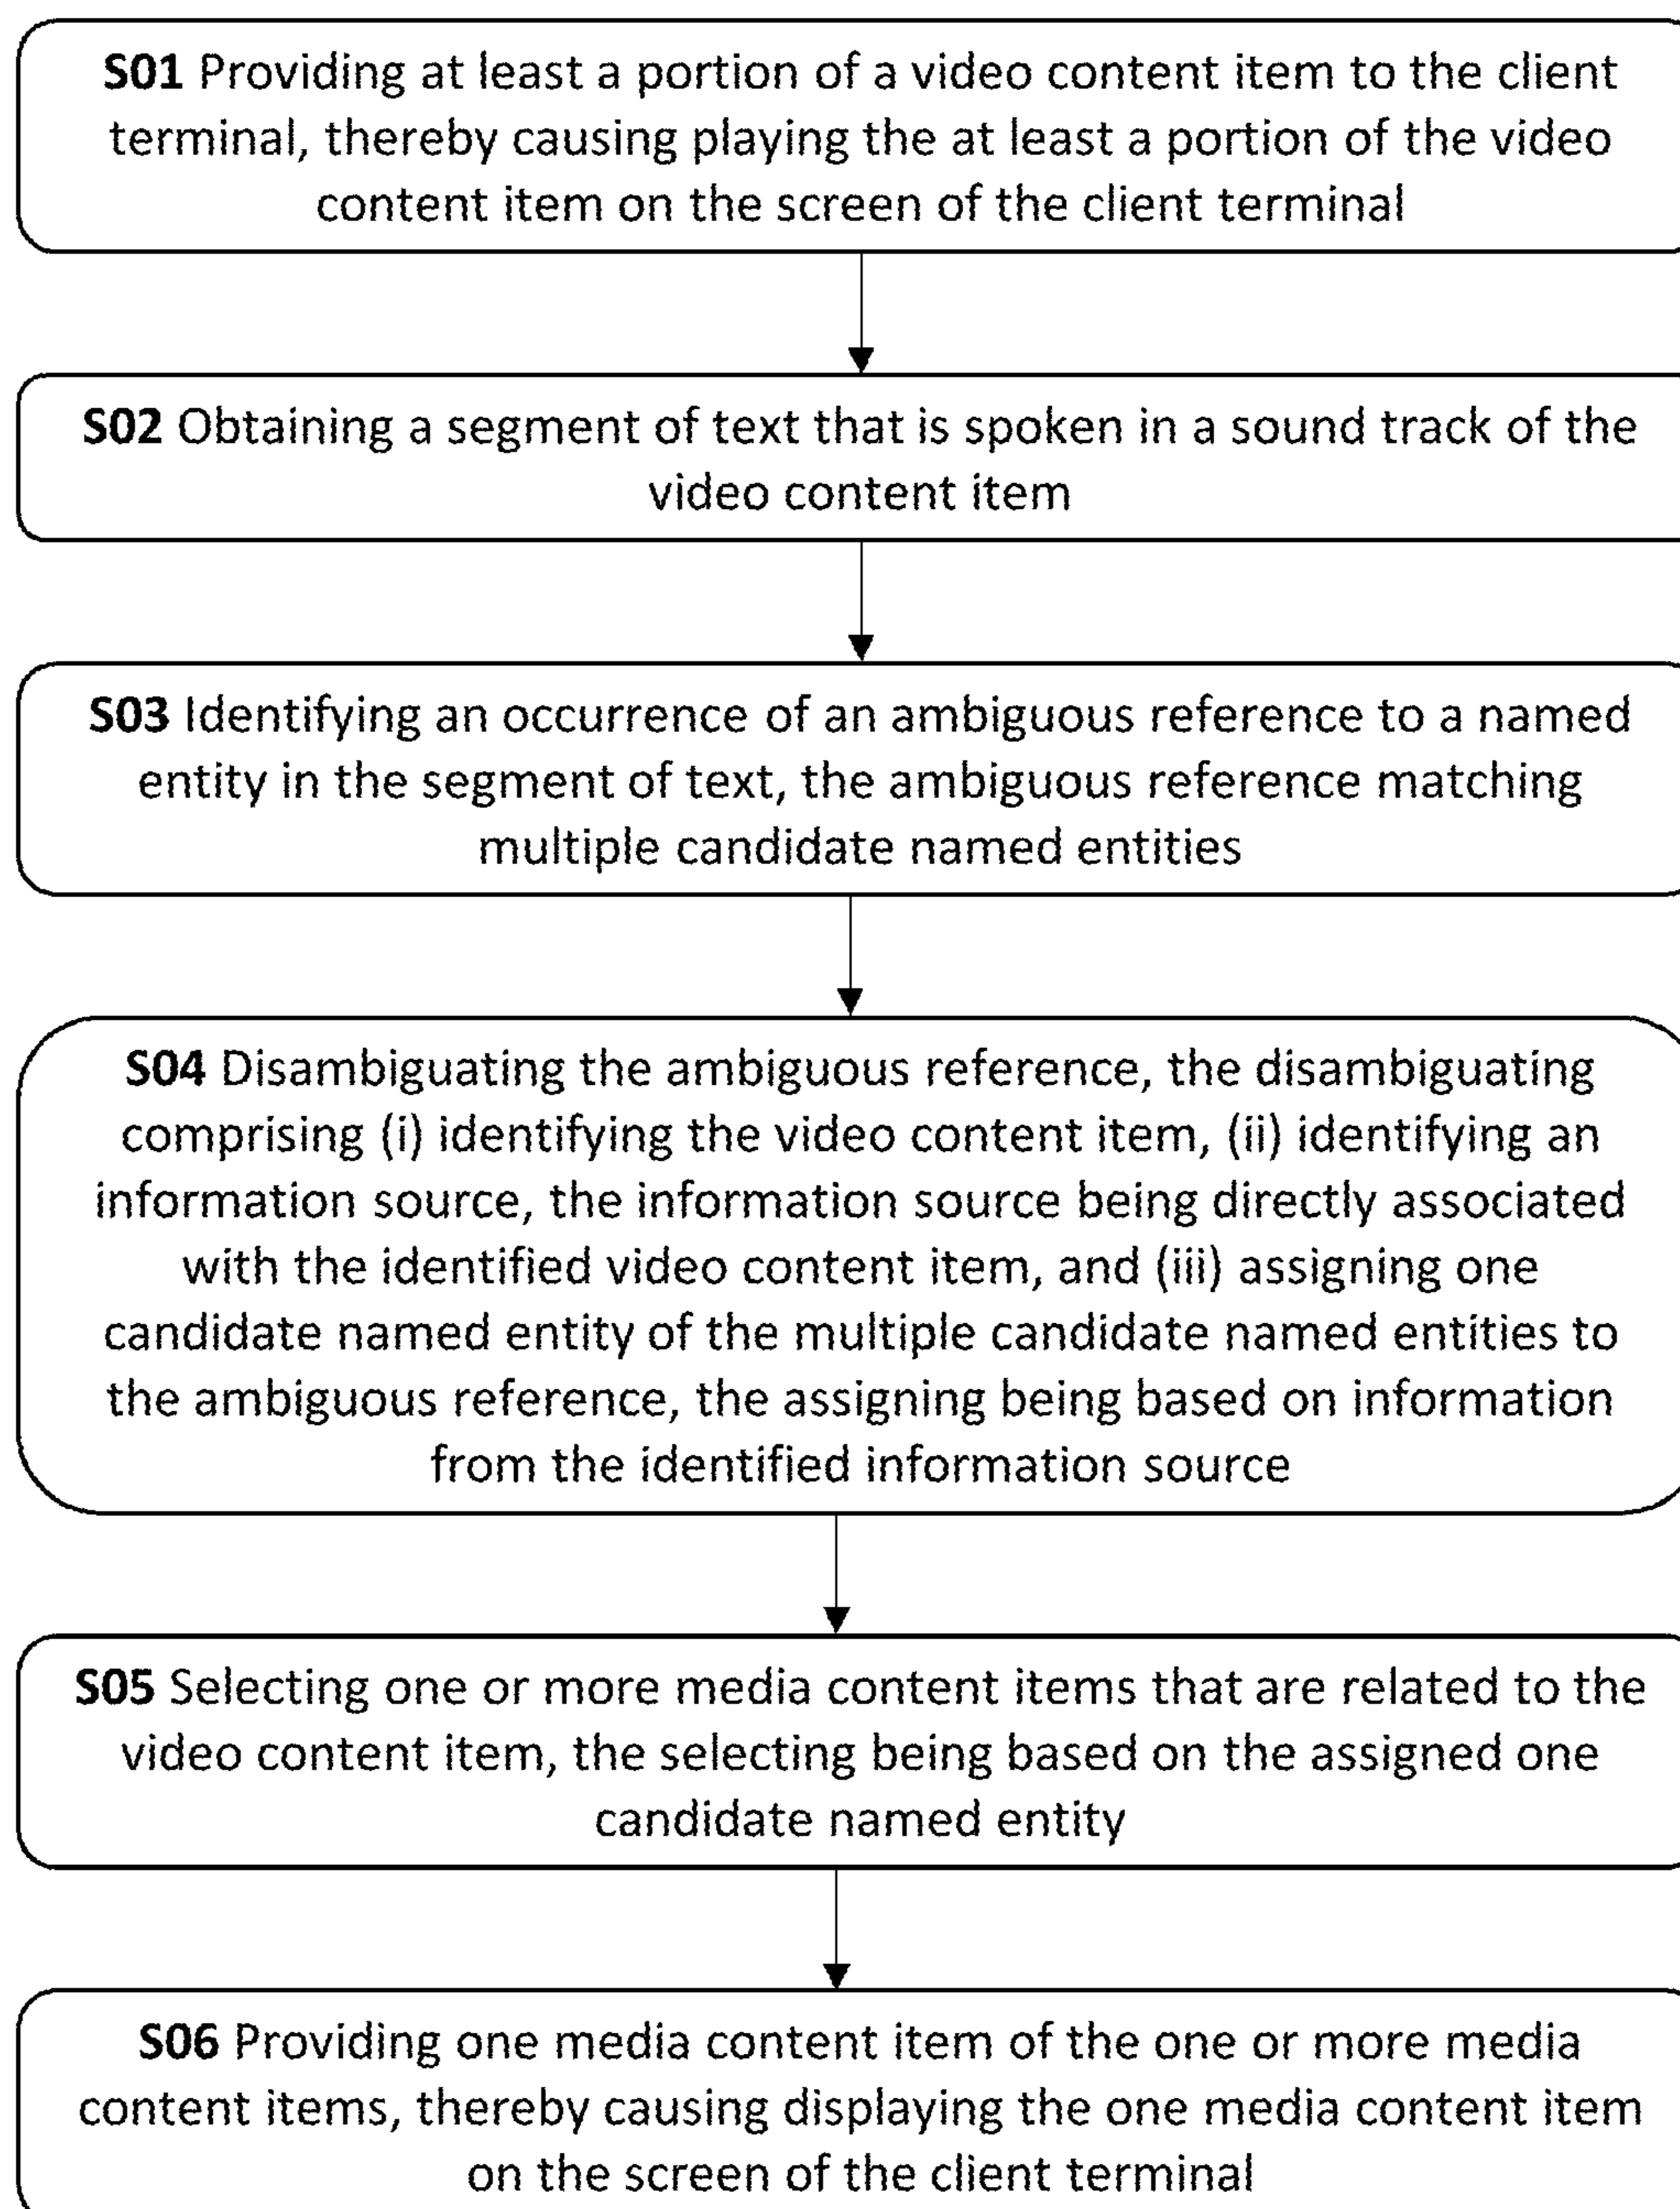 S01 Providing at least a portion of a video content item to the client
terminal, thereby causing playing the at least a portion of the video
content item on the screen of the client terminal
S02 Obtaining a segment of text that is spoken in a sound track of the
video content item
S03 Identifying an occurrence of an ambiguous reference to a named
entity in the segment of text, the ambiguous reference matching
multiple candidate named entities
S04 Disambiguating the ambiguous reference, the disambiguating
comprising (i) identifying the video content item, (ii) identifying an
information source, the information source being directly associated
with the identified video content item, and (iii) assigning one
candidate named entity of the multiple candidate named entities to
the ambiguous reference, the assigning being based on information
from the identified information source
S05 Selecting one or more media content items that are related to the
video content item, the selecting being based on the assigned one
candidate named entity
S06 Providing one media content item of the one or more media
content items, thereby causing displaying the one media content item
on the screen of the client terminal